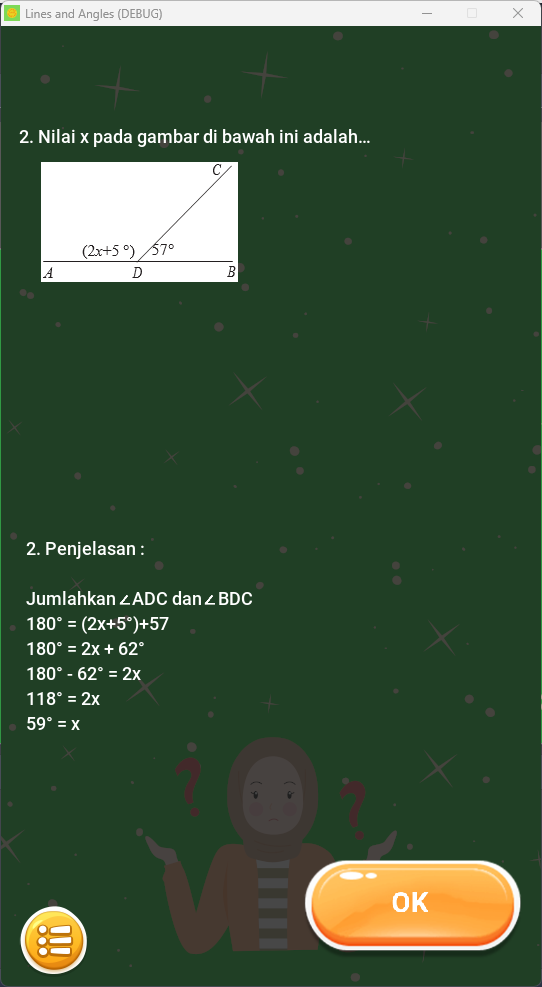 Lines and Angles (DEBUG)
2. Nilai x pada gambar di bawah ini adalah...
C
(2x+5 °) 57°
A D B
2. Penjelasan :
Jumlahkan ∠ADC dan ∠BDC
180° = (2x+5°)+57
180° = 2x + 62°
180° - 62° = 2x
118° = 2x
59° = x
? ?
OK